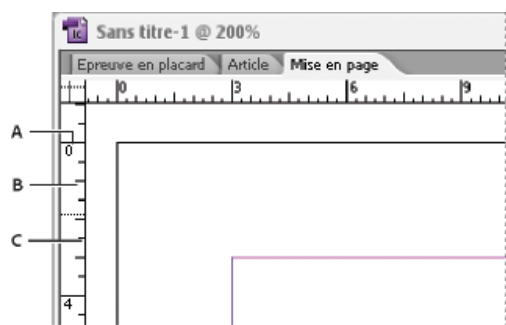 Sans titre-1 @ 200%
Epreuve en placard Article Mise en page
0 3 6 9
A
0
B
C
4